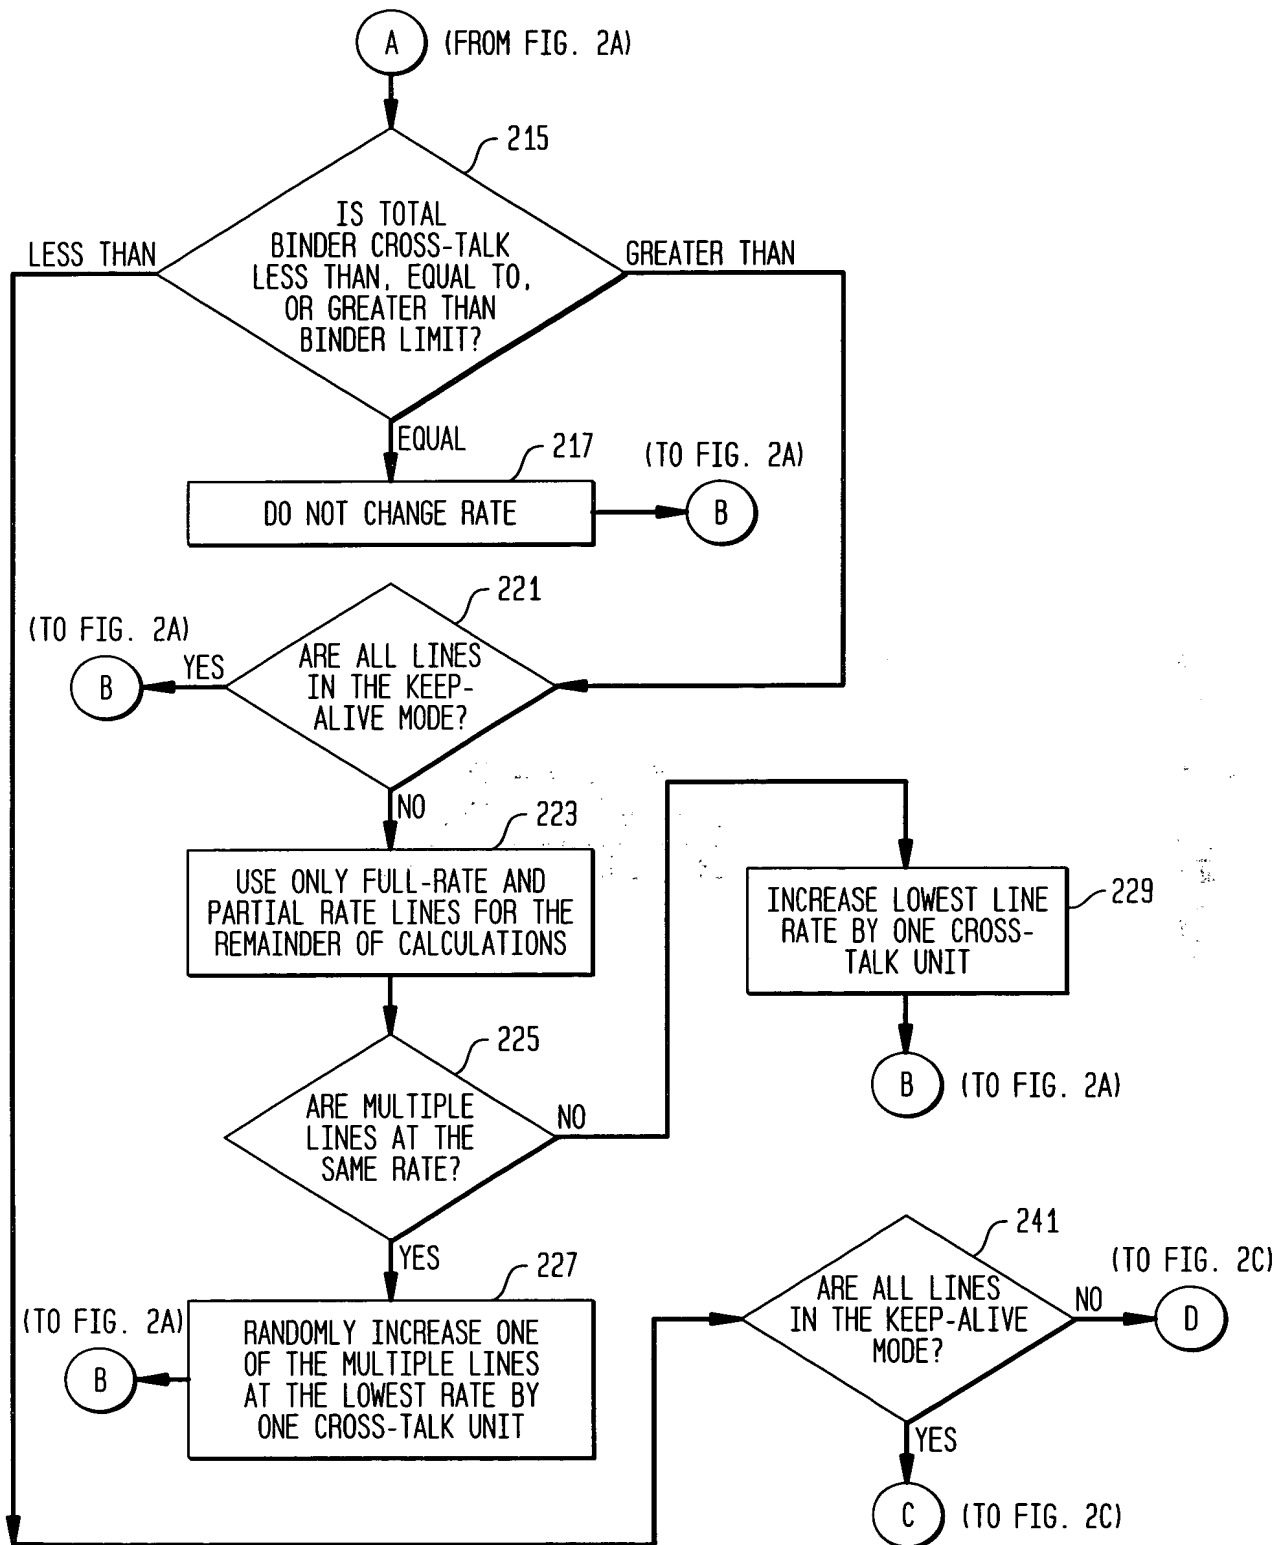 A (FROM FIG. 2A)
215
IS TOTAL
BINDER CROSS-TALK
LESS THAN, EQUAL TO,
OR GREATER THAN
BINDER LIMIT?
LESS THAN
GREATER THAN
EQUAL
217
DO NOT CHANGE RATE
(TO FIG. 2A)
B
221
ARE ALL LINES
IN THE KEEP-
ALIVE MODE?
(TO FIG. 2A)
YES
B
NO
223
USE ONLY FULL-RATE AND
PARTIAL RATE LINES FOR THE
REMAINDER OF CALCULATIONS
229
INCREASE LOWEST LINE
RATE BY ONE CROSS-
TALK UNIT
B (TO FIG. 2A)
225
ARE MULTIPLE
LINES AT THE
SAME RATE?
NO
YES
227
RANDOMLY INCREASE ONE
OF THE MULTIPLE LINES
AT THE LOWEST RATE BY
ONE CROSS-TALK UNIT
(TO FIG. 2A)
B
241
ARE ALL LINES
IN THE KEEP-ALIVE
MODE?
NO
(TO FIG. 2C)
D
YES
C (TO FIG. 2C)